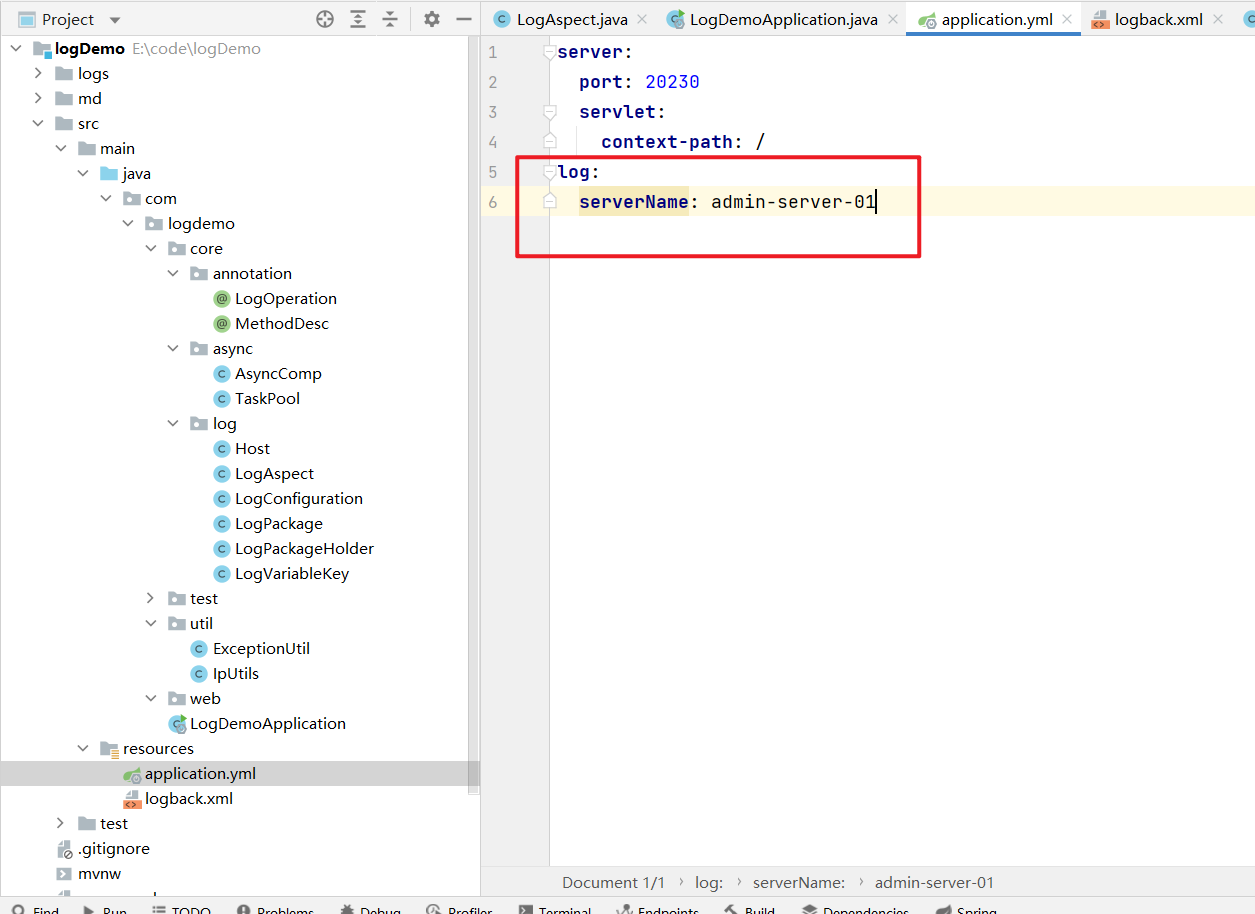 Project
LogAspect.java
LogDemoApplication.java
application.yml
logback.xml
logDemo E:\code\logDemo
logs
md
src
main
java
com
logdemo
core
annotation
LogOperation
MethodDesc
async
AsyncComp
TaskPool
log
Host
LogAspect
LogConfiguration
LogPackage
LogPackageHolder
LogVariableKey
test
util
ExceptionUtil
IpUtils
web
LogDemoApplication
resources
application.yml
logback.xml
test
.gitignore
mvnw
1 server:
2 port: 20230
3 servlet:
4 context-path: /
5 log:
6 serverName: admin-server-01
Document 1/1 › log: › serverName: › admin-server-01
Find Run TODO Problems Debug Profiler Terminal Endpoints Build Dependencies Spring